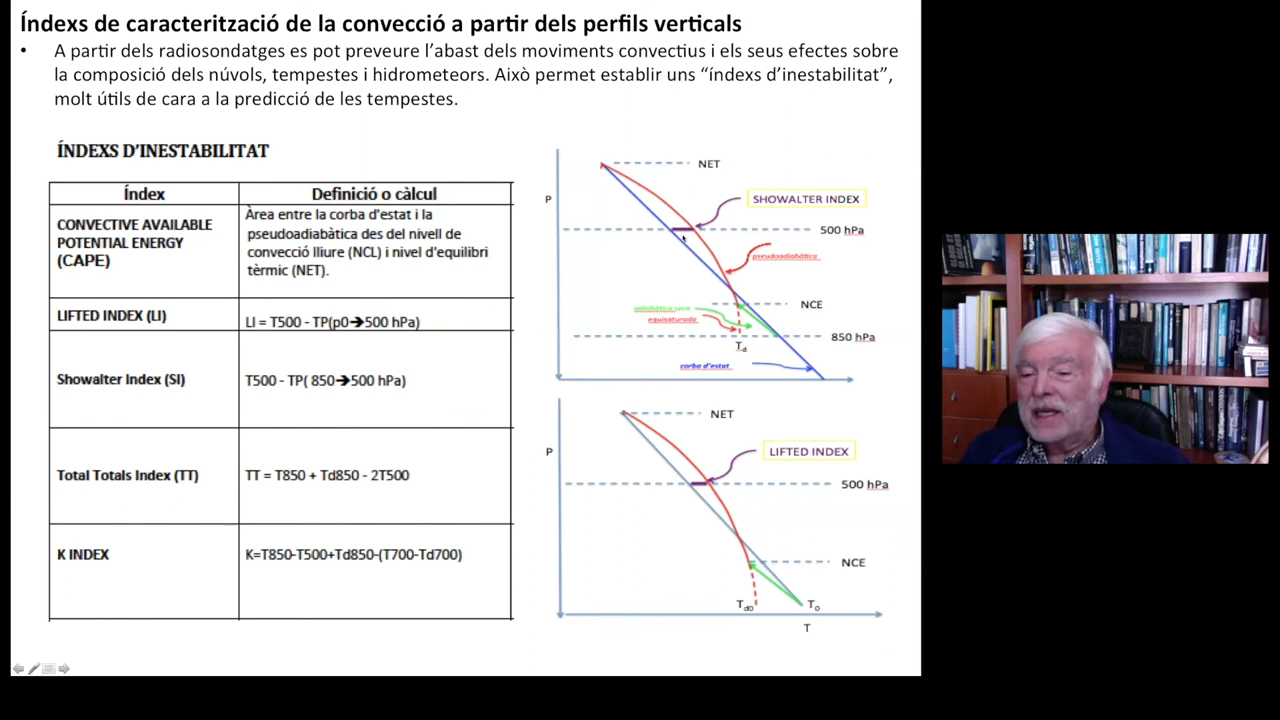 Índexs de caracterització de la convecció a partir dels perfils verticals
• A partir dels radiosondatges es pot preveure l'abast dels moviments convectius i els seus efectes sobre
la composició dels núvols, tempestes i hidrometeors. Això permet establir uns “índexs d'inestabilitat”,
molt útils de cara a la predicció de les tempestes.
ÍNDEXS D'INESTABILITAT
Índex
Definició o càlcul
CONVECTIVE AVAILABLE
POTENTIAL ENERGY
(CAPE)
Àrea entre la corba d'estat i la
pseudoadiabàtica des del nivell de
convecció lliure (NCL) i nivel d'equilibri
tèrmic (NET).
LIFTED INDEX (LI)
LI = T500 - TP(p0➔500 hPa)
Showalter Index (SI)
T500 - TP( 850➔500 hPa)
Total Totals Index (TT)
TT = T850 + Td850 - 2T500
K INDEX
K=T850-T500+Td850-(T700-Td700)
NET
P
SHOWALTER INDEX
500 hPa
pseudoadiabàtica
NCE
adiabàtica seca
equisaturada
850 hPa
Td
corba d'estat
NET
P
LIFTED INDEX
500 hPa
NCE
Td0
T0
T